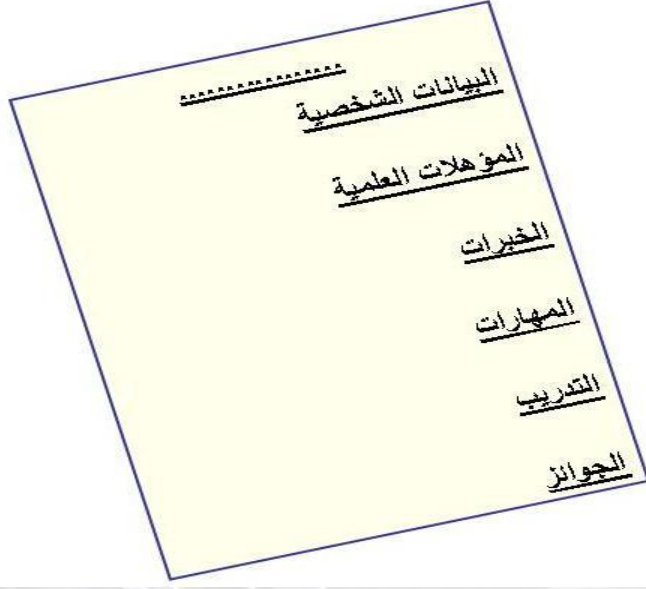 ................
البيانات الشخصية
المؤهلات العلمية
الخبرات
المهارات
التدريب
الجوائز